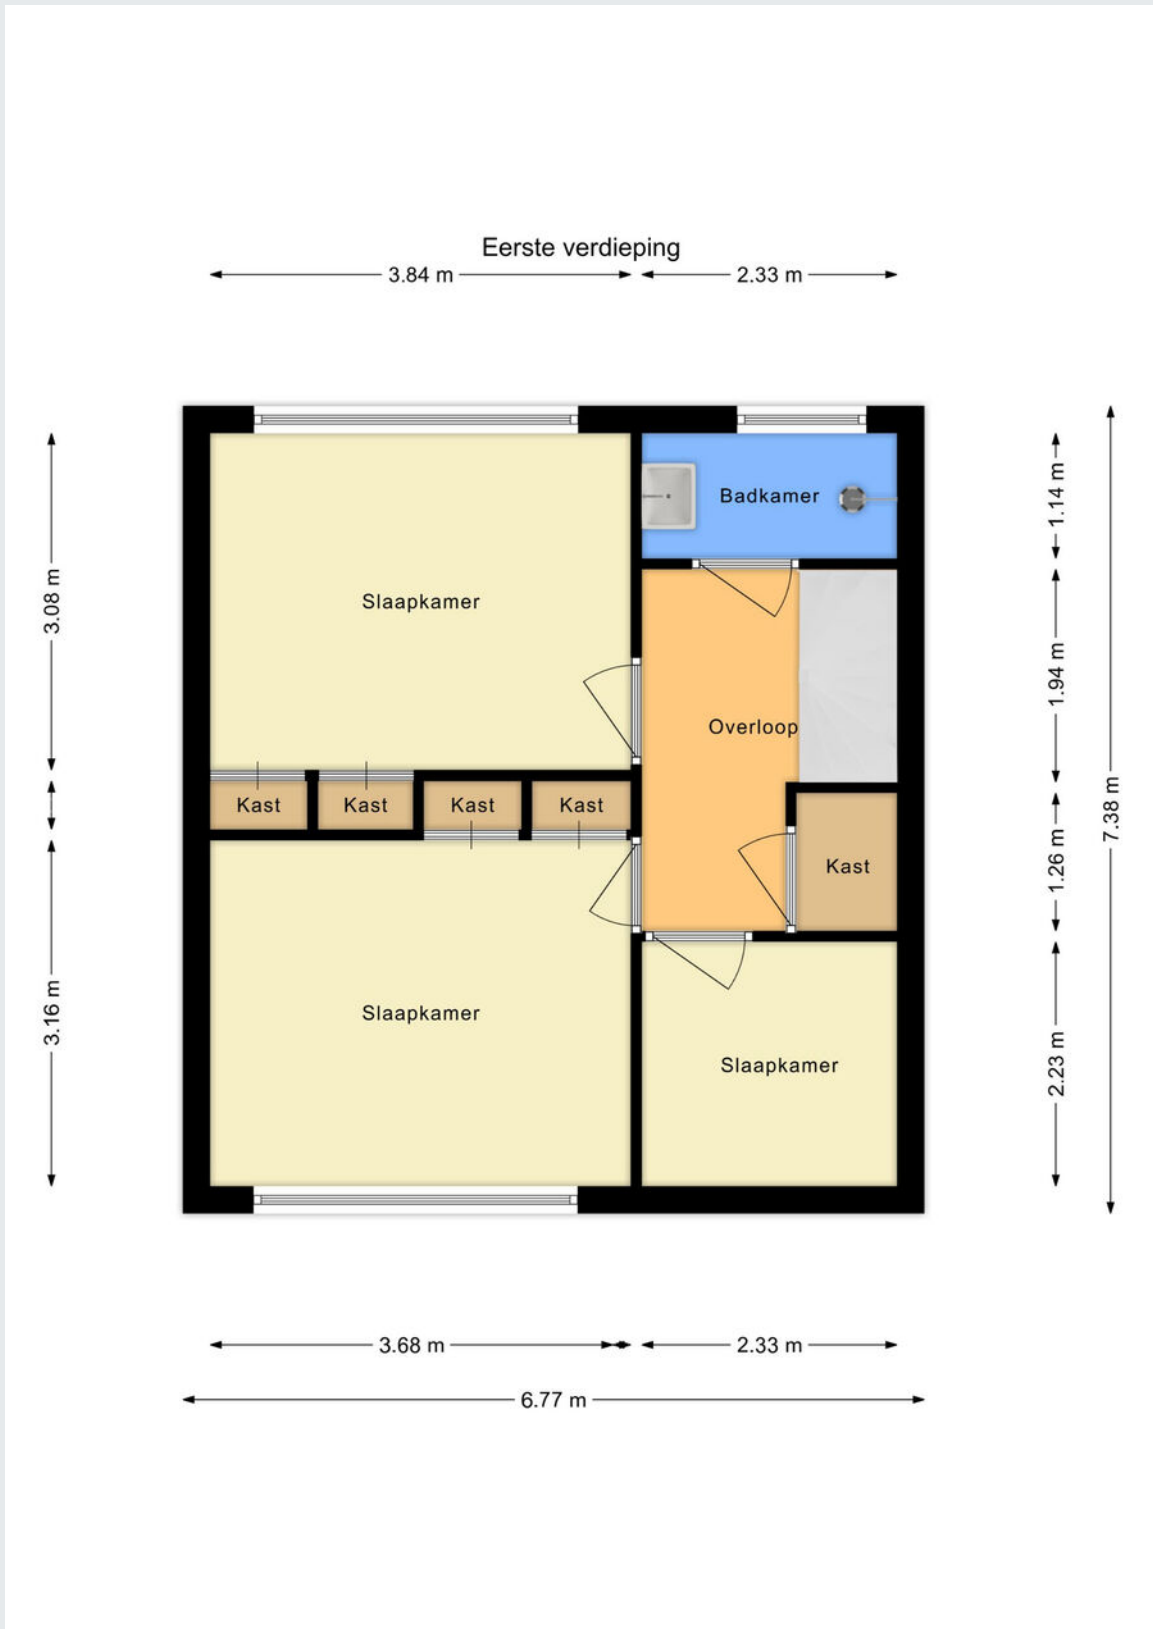 Eerste verdieping
3.84 m
2.33 m
Badkamer
1.14 m
Slaapkamer
3.08 m
1.94 m
Overloop
Kast
Kast
Kast
Kast
7.38 m
Kast
1.26 m
Slaapkamer
3.16 m
Slaapkamer
2.23 m
3.68 m
2.33 m
6.77 m